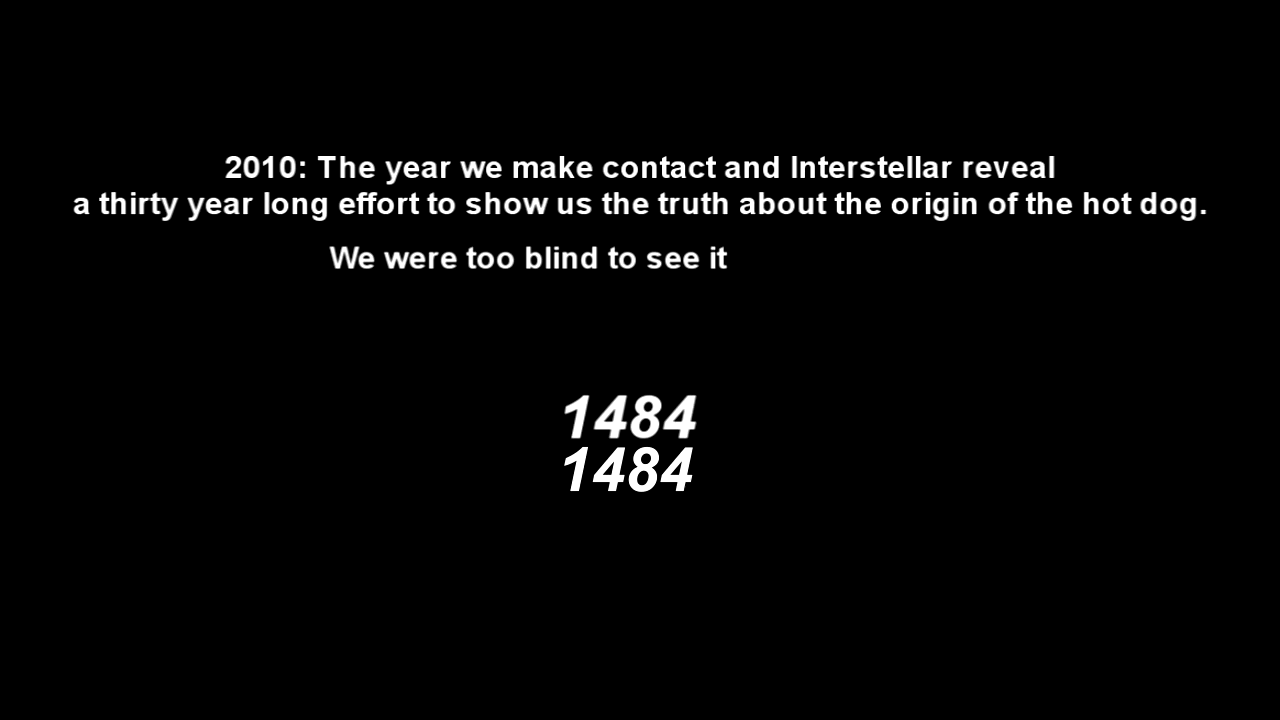 2010: The year we make contact and Interstellar reveal
a thirty year long effort to show us the truth about the origin of the hot dog.
We were too blind to see it
1484
1484